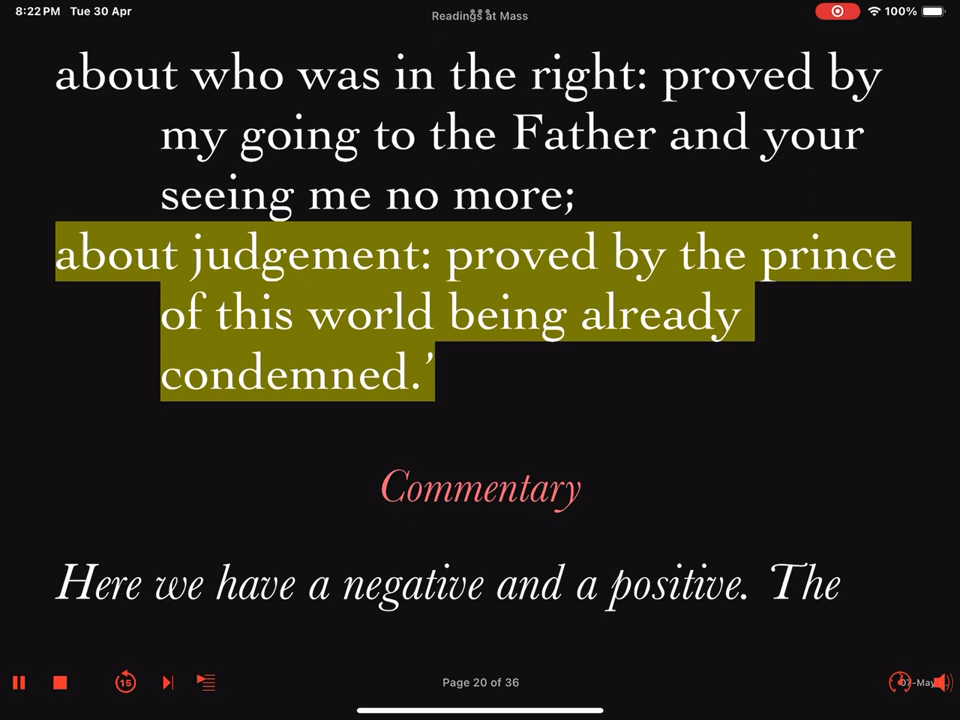 8:22 PM Tue 30 Apr
100%
Readings at Mass
about who was in the right: proved by
my going to the Father and your
seeing me no more;
about judgement: proved by the prince
of this world being already
condemned.’
Commentary
Here we have a negative and a positive. The
15
Page 20 of 36
07-May